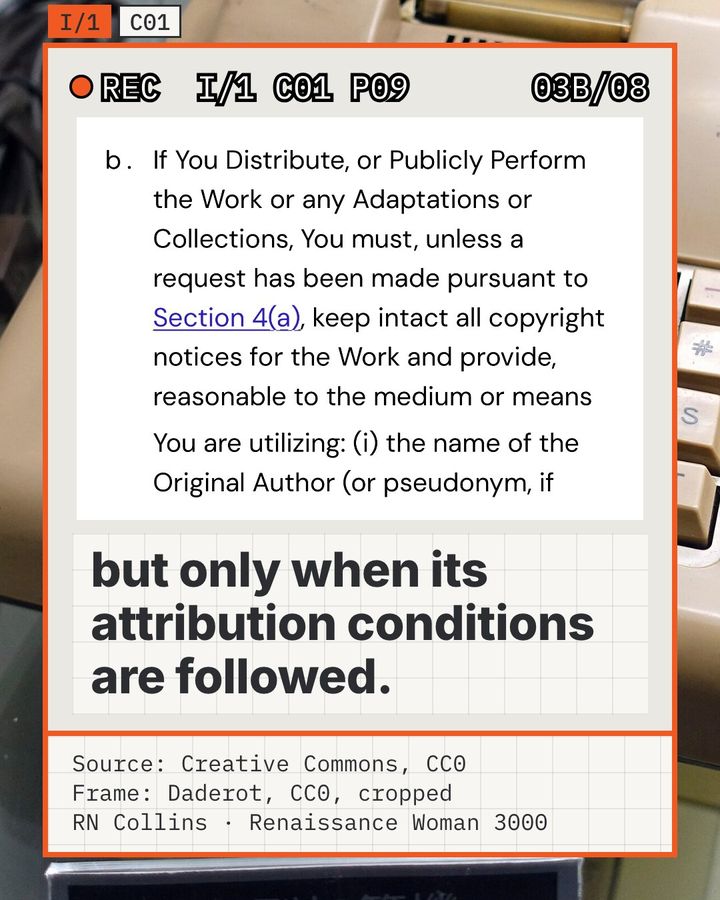 I/1 C01
REC I/1 C01 P09 03B/08
b. If You Distribute, or Publicly Perform
the Work or any Adaptations or
Collections, You must, unless a
request has been made pursuant to
Section 4(a), keep intact all copyright
notices for the Work and provide,
reasonable to the medium or means
You are utilizing: (i) the name of the
Original Author (or pseudonym, if
#
S
but only when its
attribution conditions
are followed.
Source: Creative Commons, CC0
Frame: Daderot, CC0, cropped
RN Collins · Renaissance Woman 3000